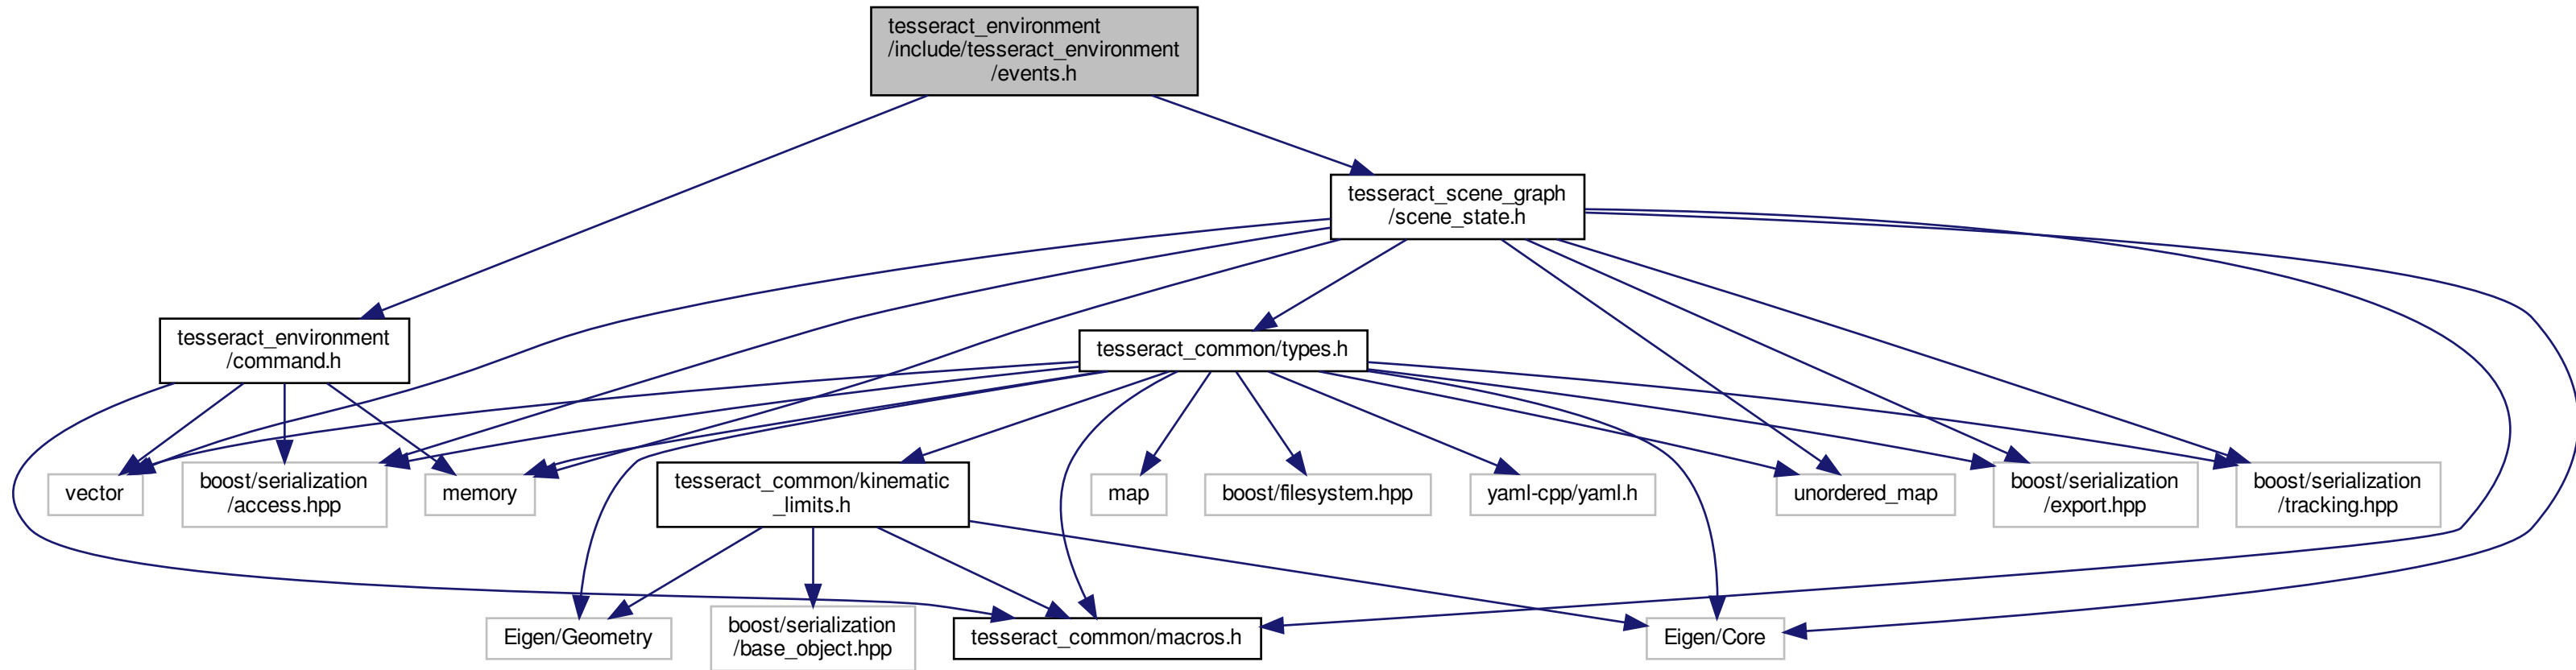 tesseract_environment
/include/tesseract_environment
/events.h
tesseract_scene_graph
/scene_state.h
tesseract_environment
/command.h
tesseract_common/types.h
vector
boost/serialization
/access.hpp
memory
tesseract_common/kinematic
_limits.h
map
boost/filesystem.hpp
yaml-cpp/yaml.h
unordered_map
boost/serialization
/export.hpp
boost/serialization
/tracking.hpp
Eigen/Geometry
boost/serialization
/base_object.hpp
tesseract_common/macros.h
Eigen/Core